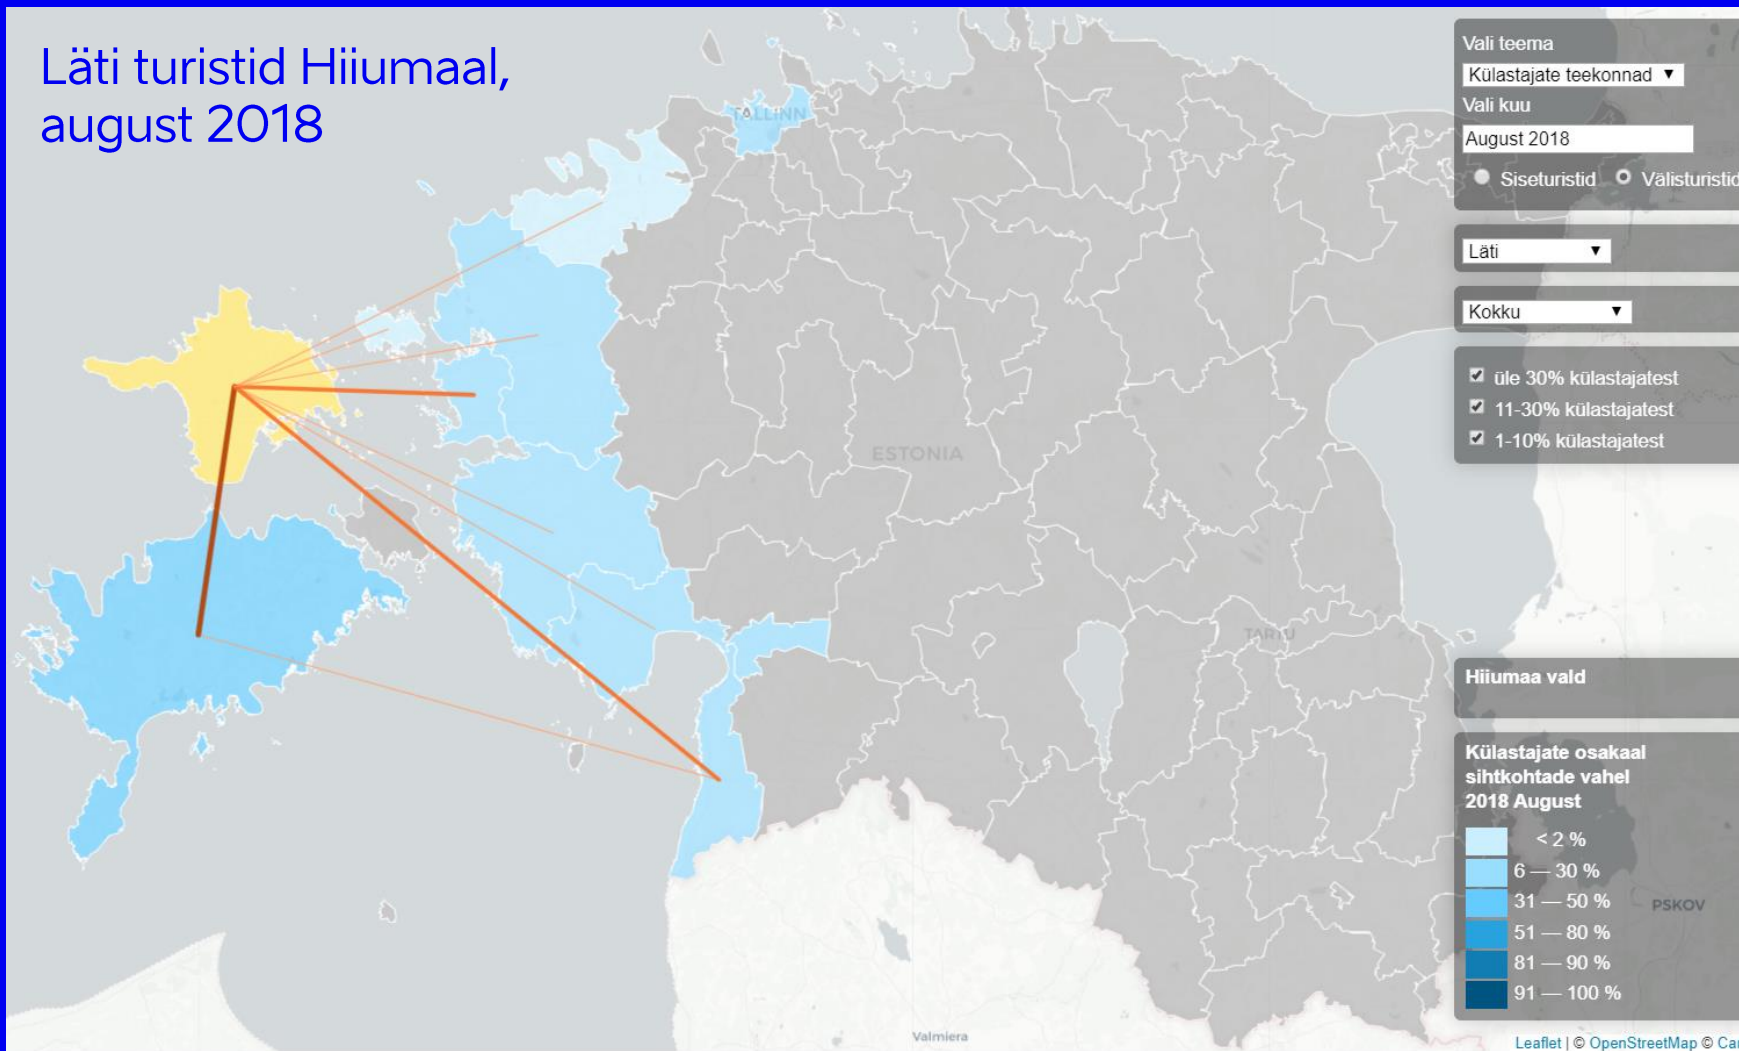 Läti turistid Hiiumaal,
august 2018
TALLINN
ESTONIA
TARTU
PSKOV
Valmiera
Vali teema
Külastajate teekonnad
Vali kuu
August 2018
Siseturistid Välisturistid
Läti
Kokku
üle 30% külastajatest
11-30% külastajatest
1-10% külastajatest
Hiiumaa vald
Külastajate osakaal
sihtkohtade vahel
2018 August
< 2 %
6 — 30 %
31 — 50 %
51 — 80 %
81 — 90 %
91 — 100 %
Leaflet | © OpenStreetMap ©